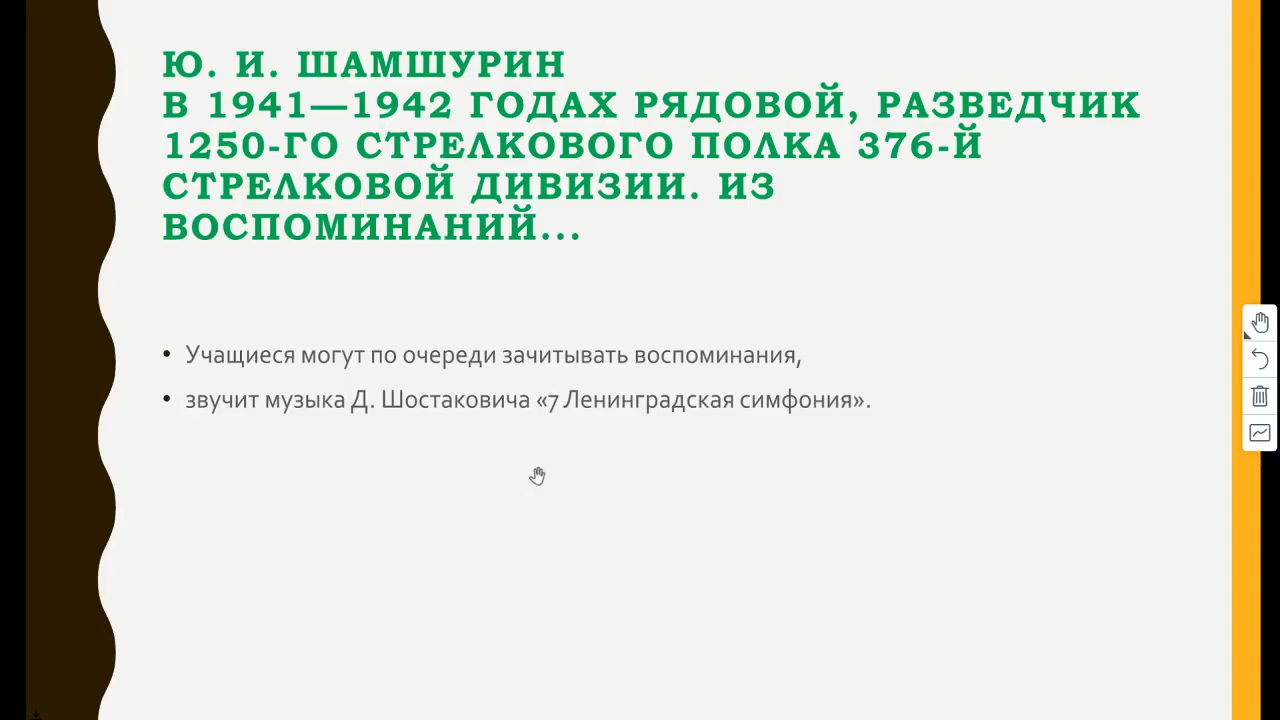 Ю. И. ШАМШУРИН
В 1941—1942 ГОДАХ РЯДОВОЙ, РАЗВЕДЧИК
1250-ГО СТРЕЛКОВОГО ПОЛКА 376-Й
СТРЕЛКОВОЙ ДИВИЗИИ. ИЗ
ВОСПОМИНАНИЙ...
• Учащиеся могут по очереди зачитывать воспоминания,
• звучит музыка Д. Шостаковича «7 Ленинградская симфония».